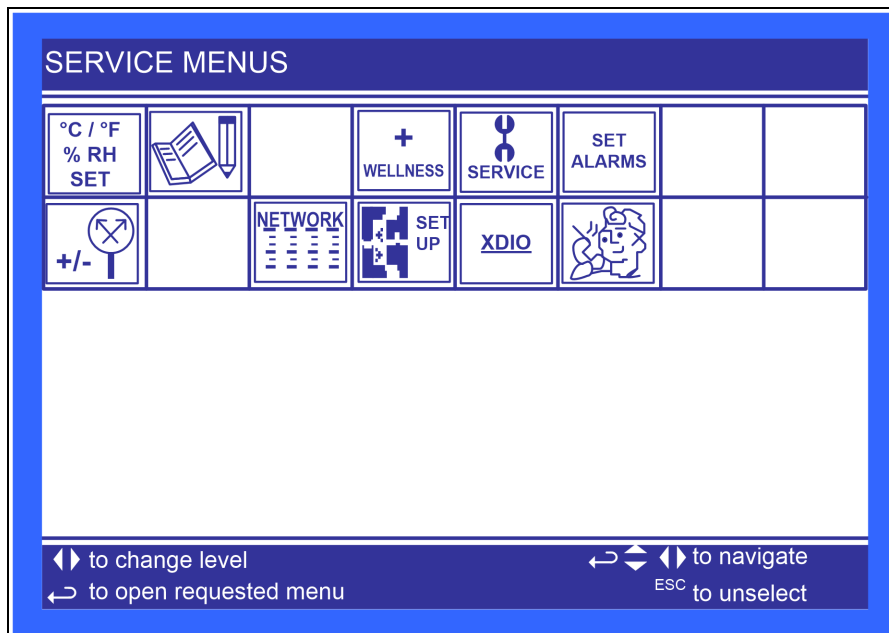 SERVICE MENUS
°C / °F
% RH
SET
+
WELLNESS
SERVICE
SET
ALARMS
+/-
NETWORK
SET
UP
XDIO
to change level
to navigate
to open requested menu
ESC to unselect